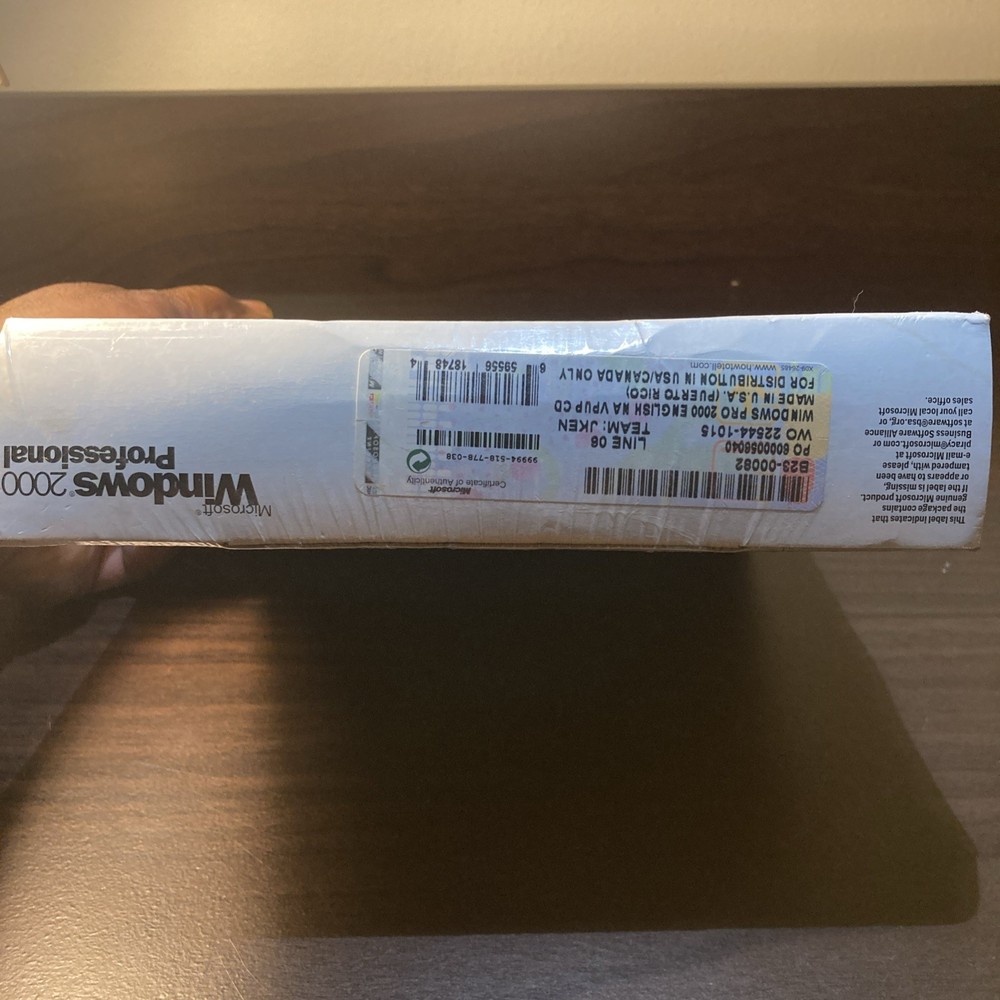 Microsoft®
Windows® 2000
Professional
Microsoft®
Certificate of Authenticity
99994-518-778-038
6 59556 18748 4
B23-00082
PO 6000056040
WO 22544-1015 LINE 08
TEAM: JKEN
WINDOWS PRO 2000 ENGLISH NA VPUP CD
MADE IN U.S.A. (PUERTO RICO)
FOR DISTRIBUTION IN USA/CANADA ONLY
X08-25485 www.howtotell.com
This label indicates that
the package contains
genuine Microsoft product.
If the label is missing,
or appears to have been
tampered with, please
e-mail Microsoft at
piracy@microsoft.com or
Business Software Alliance
at software@bsa.org, or
call your local Microsoft
sales office.